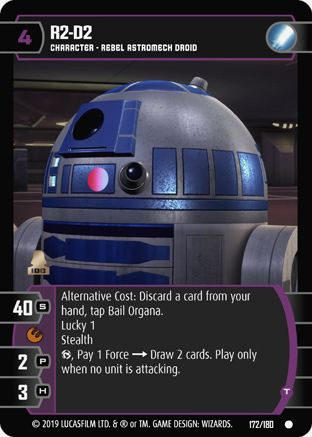 4
R2-D2
CHARACTER - REBEL ASTROMECH DROID
40 S
2 P
3 H
Alternative Cost: Discard a card from your
hand, tap Bail Organa.
Lucky 1
Stealth
, Pay 1 Force → Draw 2 cards. Play only
when no unit is attacking.
T
© 2019 LUCASFILM LTD. & ® or TM. GAME DESIGN: WIZARDS.
172/180